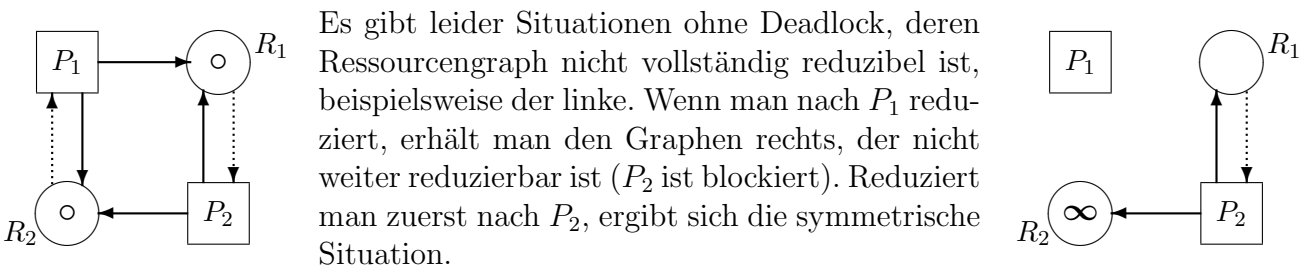 P₁
R₁
R₂
P₂
Es gibt leider Situationen ohne Deadlock, deren
Ressourcengraph nicht vollständig reduzibel ist,
beispielsweise der linke. Wenn man nach P₁ redu-
ziert, erhält man den Graphen rechts, der nicht
weiter reduzierbar ist (P₂ ist blockiert). Reduziert
man zuerst nach P₂, ergibt sich die symmetrische
Situation.
P₁
R₁
R₂
∞
P₂